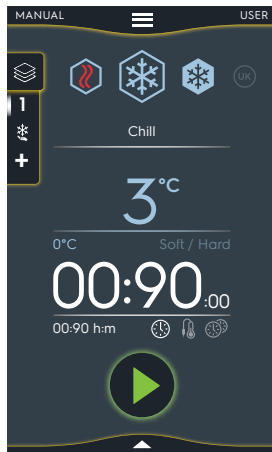 MANUAL USER
UK
1
Chill
+
3°C
0°C Soft / Hard
00:90:00
00:90 h:m